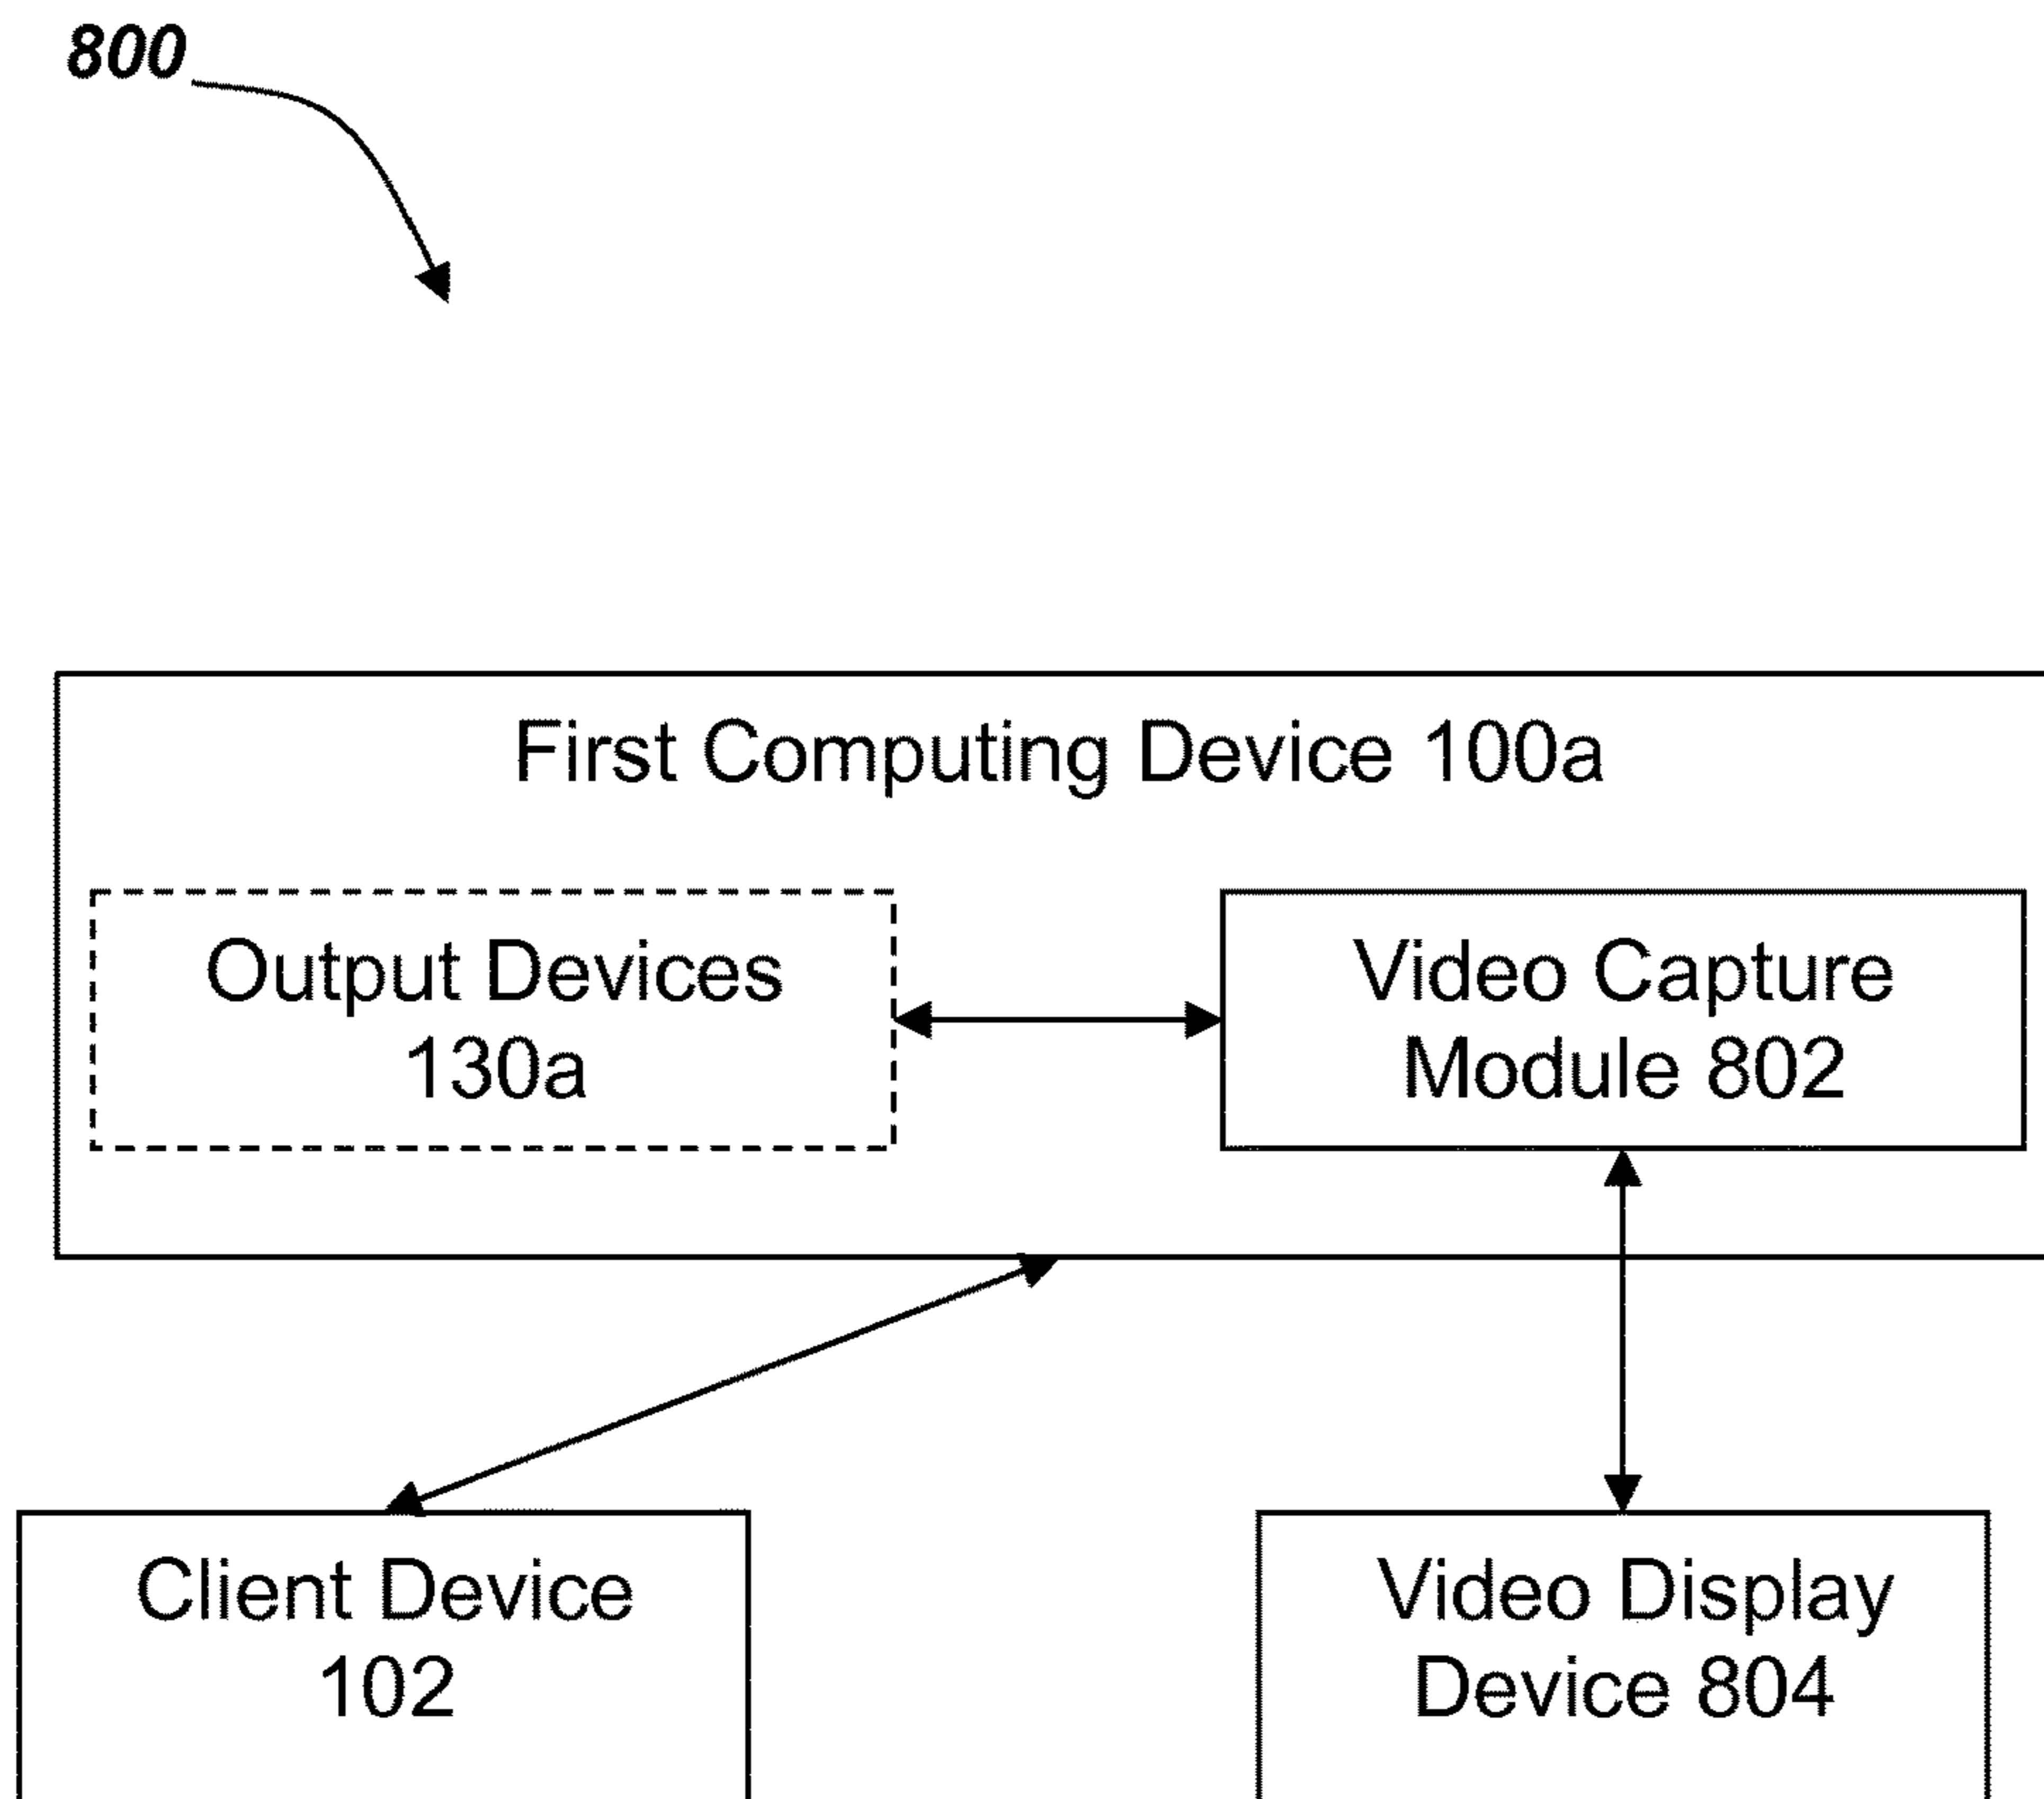 800
First Computing Device 100a
Output Devices
130a
Video Capture
Module 802
Client Device
102
Video Display
Device 804